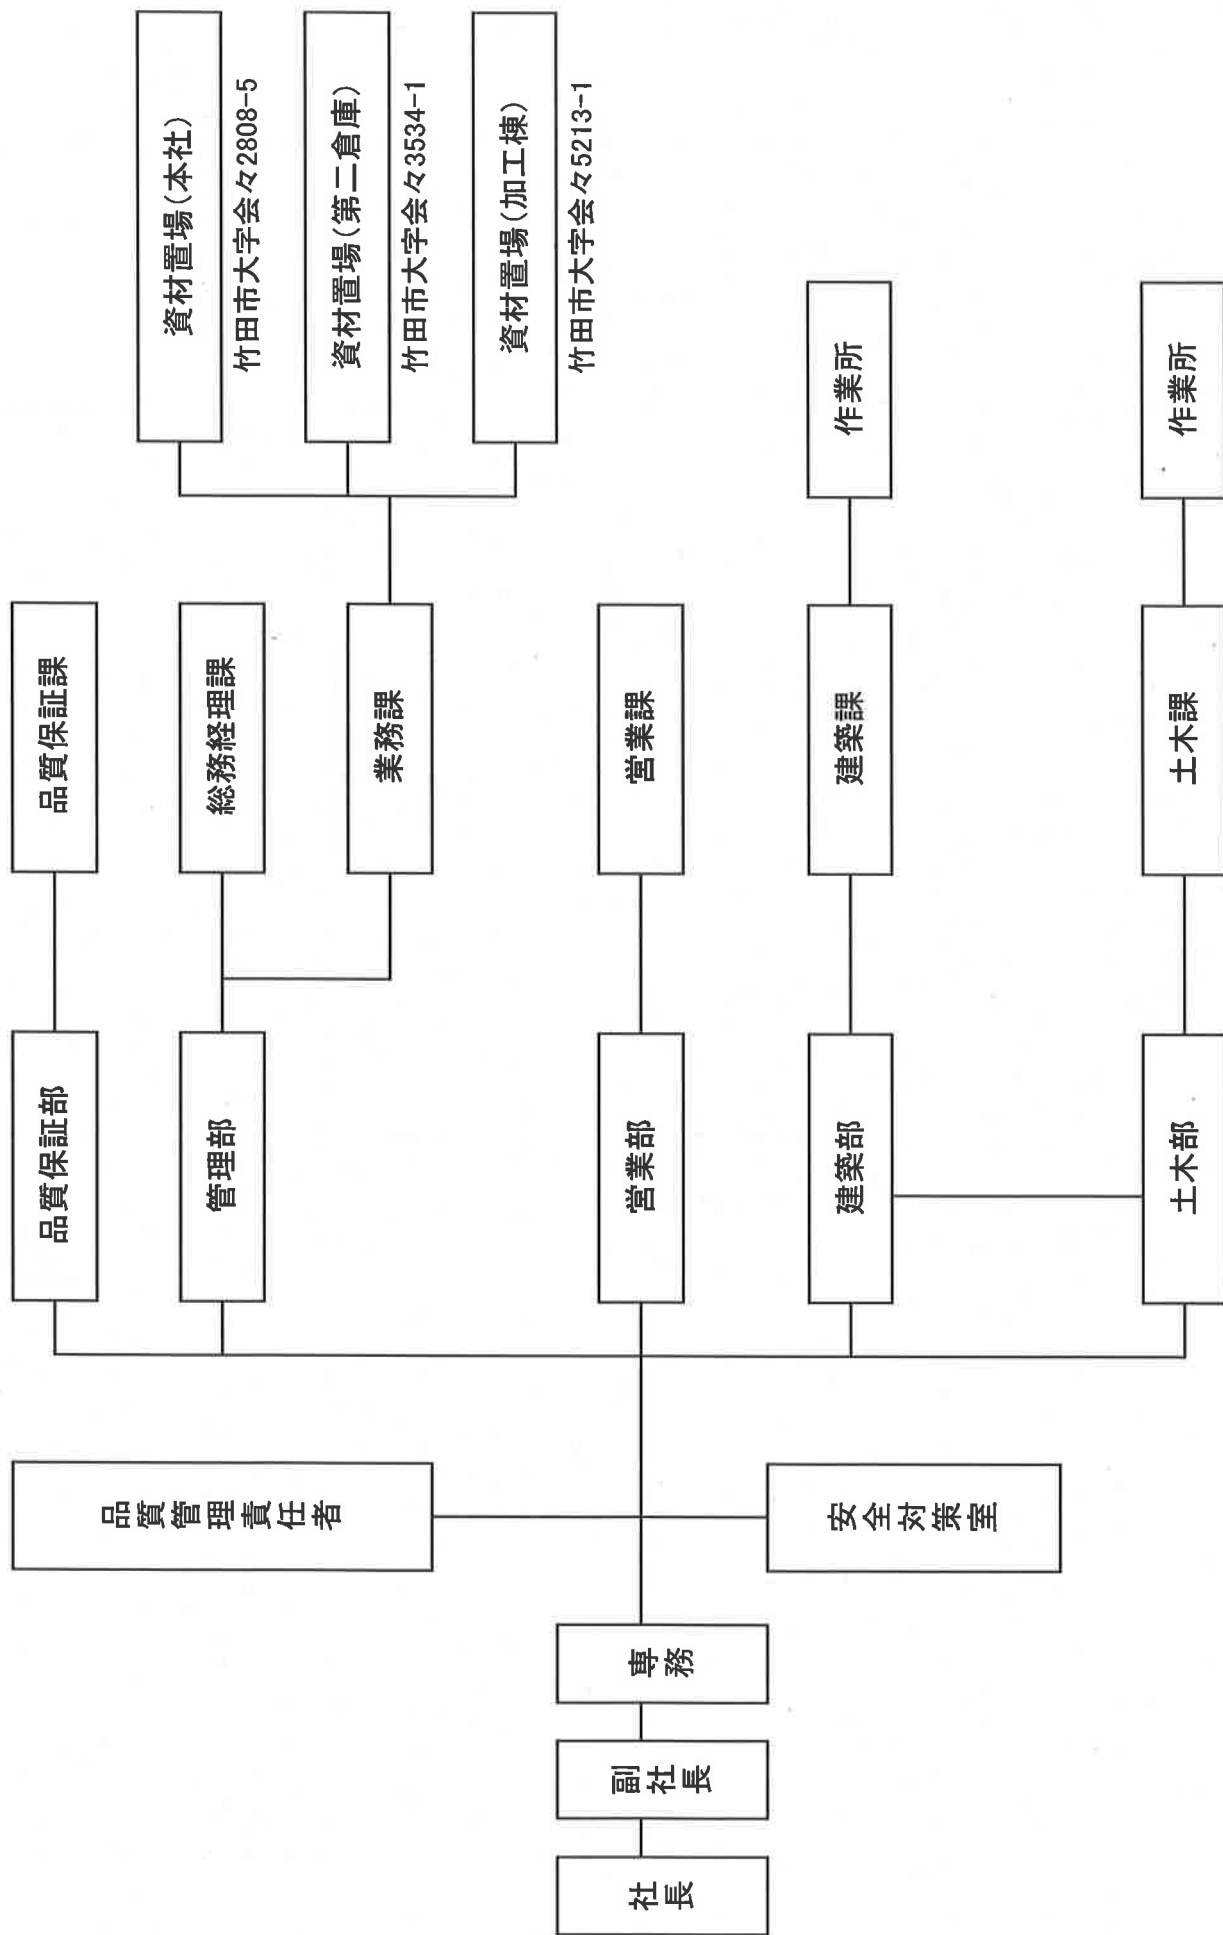 社長
副社長
専務
品質管理責任者
安全対策室
品質保証部
品質保証課
管理部
総務経理課
業務課
資材置場(本社)
竹田市大字会々2808-5
資材置場(第二倉庫)
竹田市大字会々3534-1
資材置場(加工棟)
竹田市大字会々5213-1
営業部
営業課
建築部
建築課
作業所
土木部
土木課
作業所